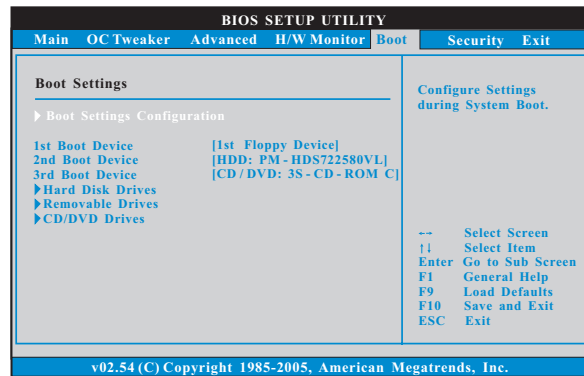 BIOS SETUP UTILITY
Main OC Tweaker Advanced H/W Monitor Boot Security Exit
Boot Settings
Boot Settings Configuration
1st Boot Device [1st Floppy Device]
2nd Boot Device [HDD: PM - HDS722580VL]
3rd Boot Device [CD / DVD: 3S - CD - ROM C]
Hard Disk Drives
Removable Drives
CD/DVD Drives
Configure Settings
during System Boot.
←→ Select Screen
↑↓ Select Item
Enter Go to Sub Screen
F1 General Help
F9 Load Defaults
F10 Save and Exit
ESC Exit
v02.54 (C) Copyright 1985-2005, American Megatrends, Inc.